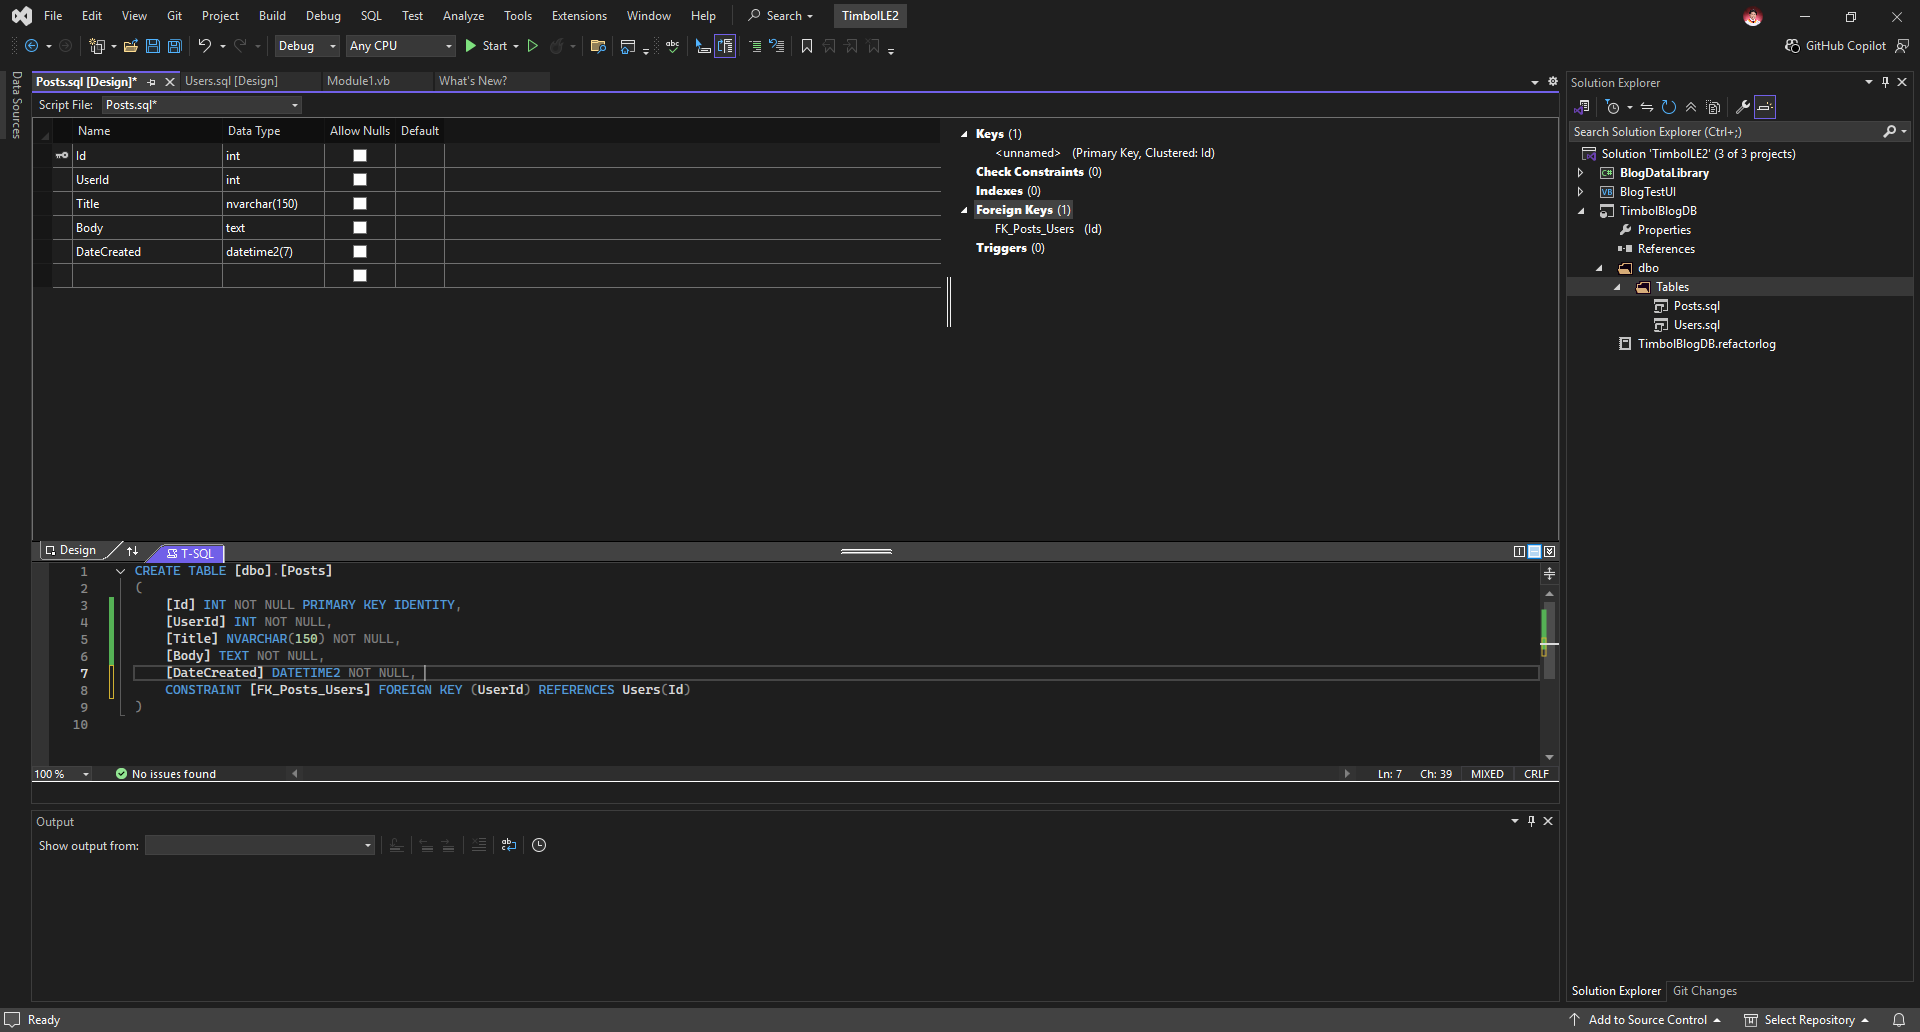 File Edit View Git Project Build Debug SQL Test Analyze Tools Extensions Window Help Search TimbolLE2
Debug Any CPU Start GitHub Copilot
Data Sources
Posts.sql [Design]* Users.sql [Design] Module1.vb What's New?
Script File: Posts.sql*
Name Data Type Allow Nulls Default
Id int
UserId int
Title nvarchar(150)
Body text
DateCreated datetime2(7)
Keys (1)
<unnamed> (Primary Key, Clustered: Id)
Check Constraints (0)
Indexes (0)
Foreign Keys (1)
FK_Posts_Users (Id)
Triggers (0)
Design T-SQL
1 CREATE TABLE [dbo].[Posts]
2 (
3 [Id] INT NOT NULL PRIMARY KEY IDENTITY,
4 [UserId] INT NOT NULL,
5 [Title] NVARCHAR(150) NOT NULL,
6 [Body] TEXT NOT NULL,
7 [DateCreated] DATETIME2 NOT NULL,
8 CONSTRAINT [FK_Posts_Users] FOREIGN KEY (UserId) REFERENCES Users(Id)
9 )
10
100 % No issues found Ln: 7 Ch: 39 MIXED CRLF
Output
Show output from:
Solution Explorer
Search Solution Explorer (Ctrl+;)
Solution 'TimbolLE2' (3 of 3 projects)
BlogDataLibrary
BlogTestUI
TimbolBlogDB
Properties
References
dbo
Tables
Posts.sql
Users.sql
TimbolBlogDB.refactorlog
Solution Explorer Git Changes
Ready Add to Source Control Select Repository